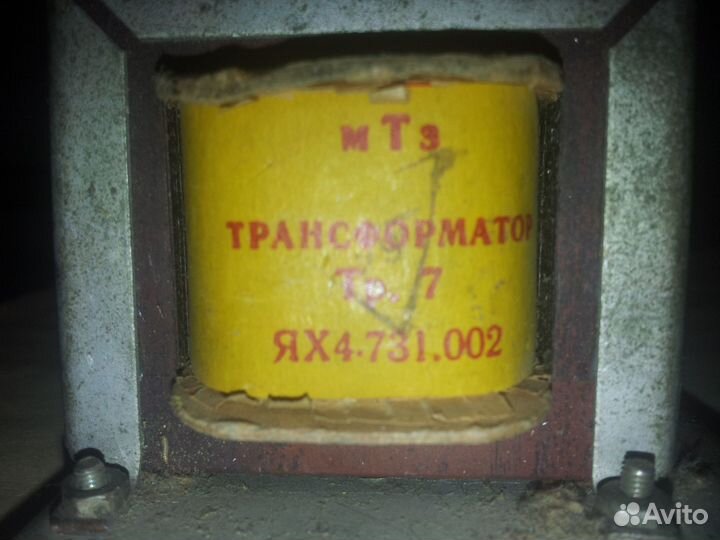 мТз
ТРАНСФОРМАТОР
Тр. 7
ЯХ4.731.002
Avito